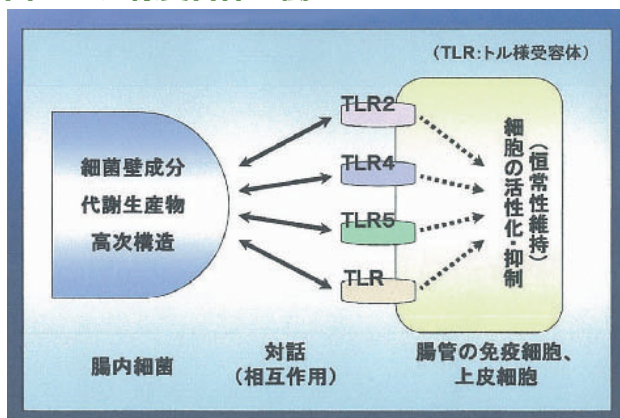 (TLR:トル様受容体)
細菌壁成分
代謝生産物
高次構造
TLR2
TLR4
TLR5
TLR
細胞の活性化・抑制
(恒常性維持)
腸内細菌
対話
(相互作用)
腸管の免疫細胞、
上皮細胞